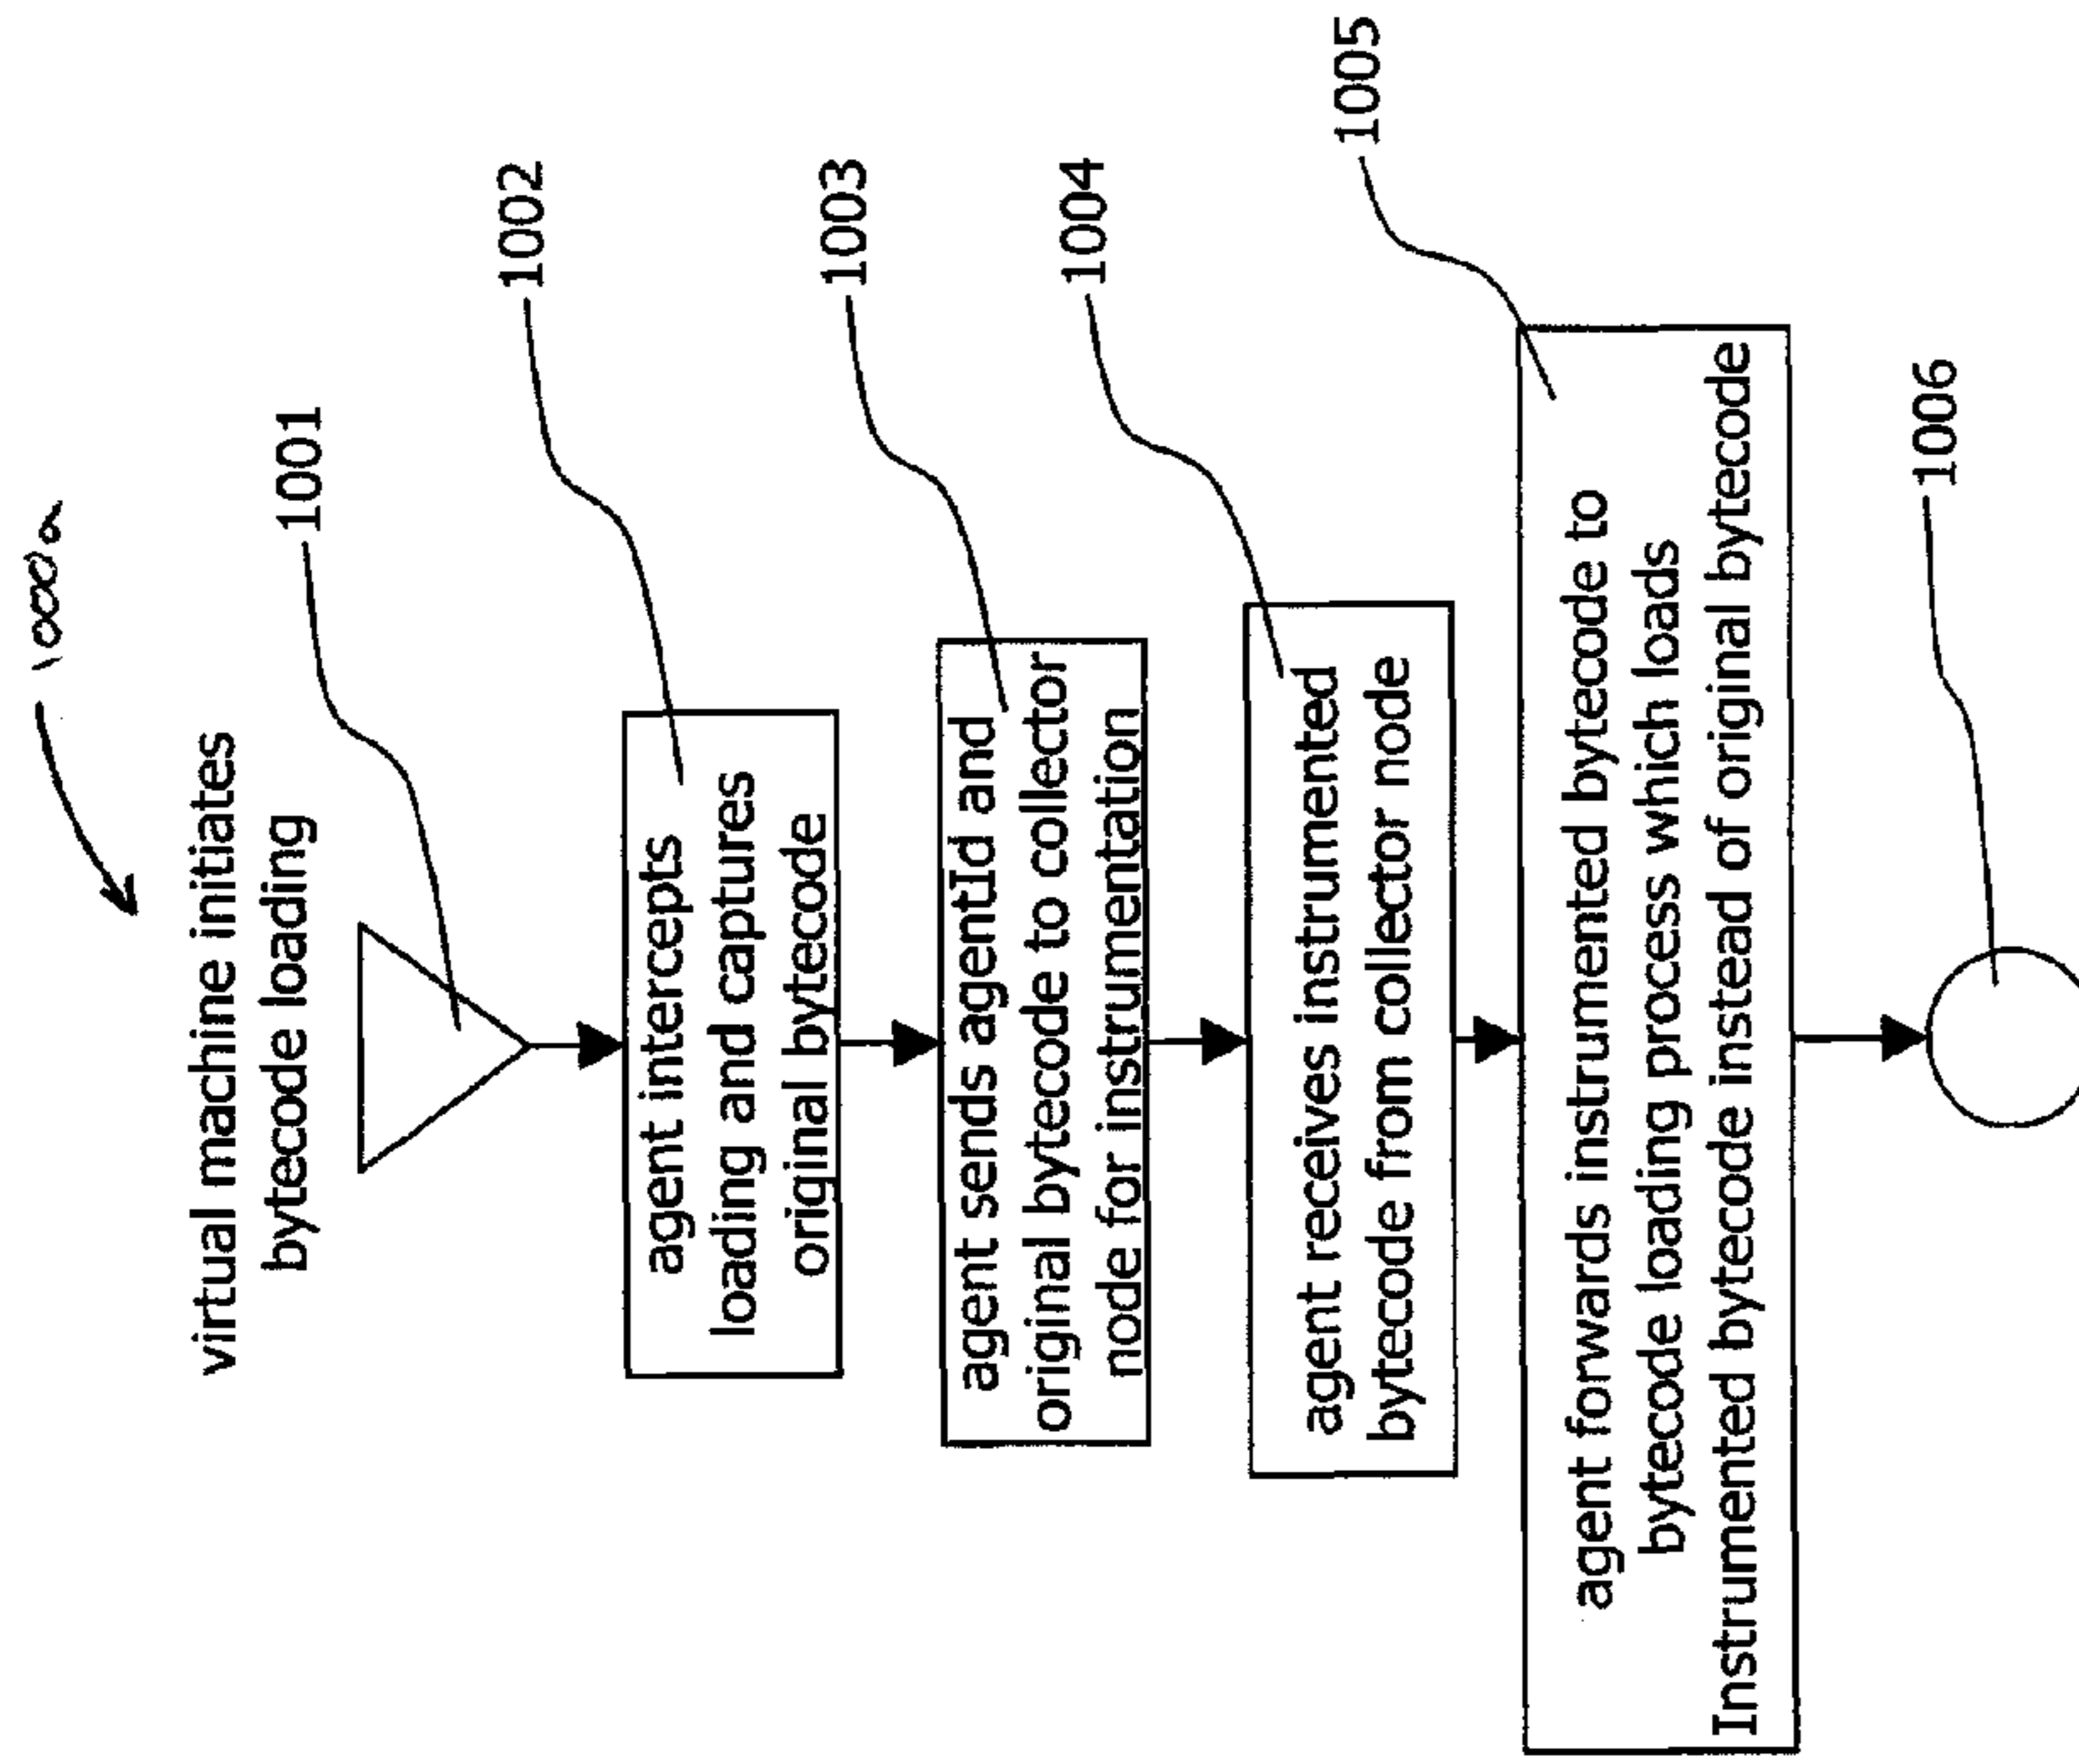 1000a
virtual machine initiates
bytecode loading
1001
agent intercepts
loading and captures
original bytecode
1002
agent sends agentId and
original bytecode to collector
node for instrumentation
1003
agent receives instrumented
bytecode from collector node
1004
agent forwards instrumented bytecode to
bytecode loading process which loads
Instrumented bytecode instead of original bytecode
1005
1006